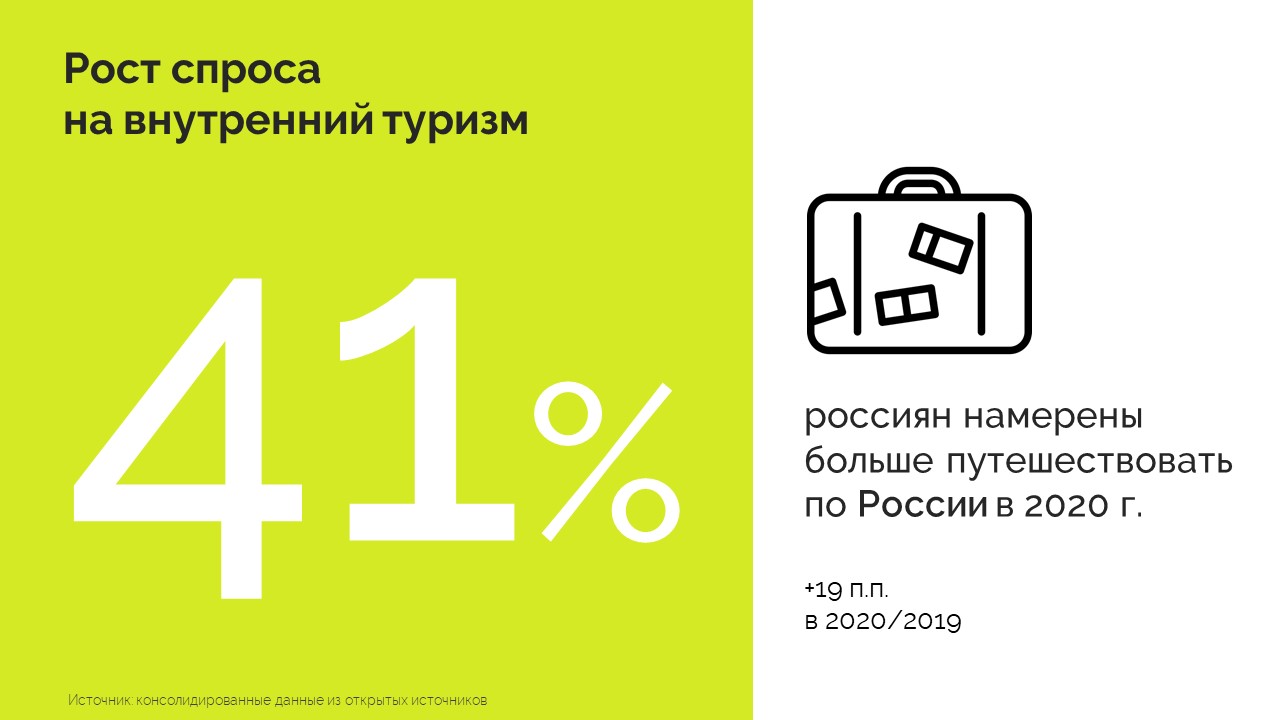 Рост спроса
на внутренний туризм
41%
россиян намерены
больше путешествовать
по России в 2020 г.
+19 п.п.
в 2020/2019
Источник: консолидированные данные из открытых источников